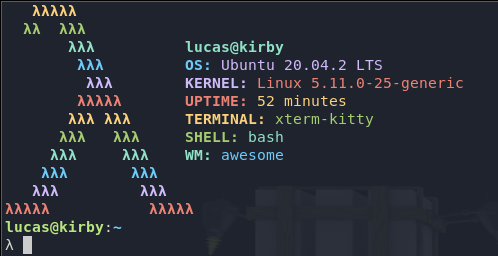 λλλλλ
λλ  λλλ
λλλ lucas@kirby
λλλ OS: Ubuntu 20.04.2 LTS
λλλ KERNEL: Linux 5.11.0-25-generic
λλλλλ UPTIME: 52 minutes
λλλ λλλ TERMINAL: xterm-kitty
λλλ   λλλ SHELL: bash
λλλ     λλλ WM: awesome
λλλ       λλλ
λλλ         λλλ
λλλλλ           λλλλλ
lucas@kirby:~
λ